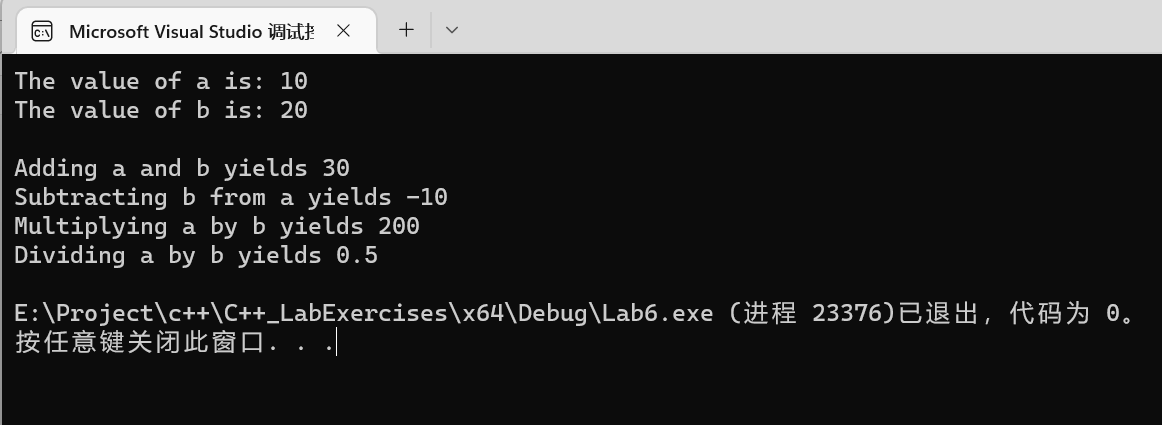 Microsoft Visual Studio 调试
The value of a is: 10
The value of b is: 20
Adding a and b yields 30
Subtracting b from a yields -10
Multiplying a by b yields 200
Dividing a by b yields 0.5
E:\Project\c++\C++_LabExercises\x64\Debug\Lab6.exe (进程 23376)已退出，代码为 0。
按任意键关闭此窗口. . .